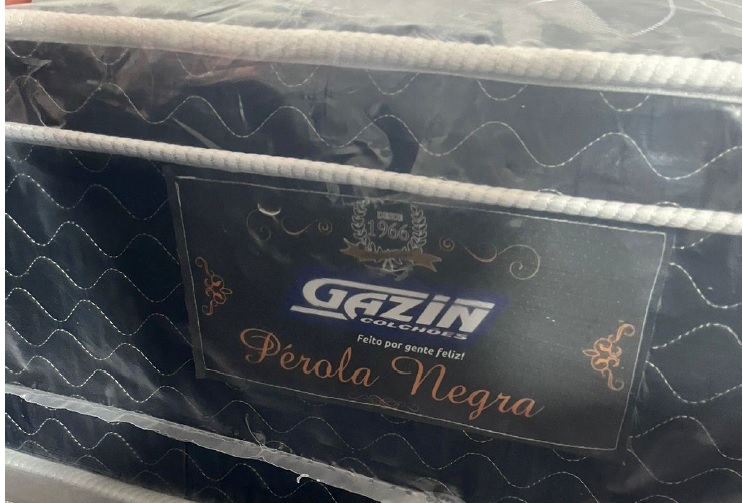 1966
GAZIN
COLCHÕES
Feito por gente feliz!
Pérola Negra